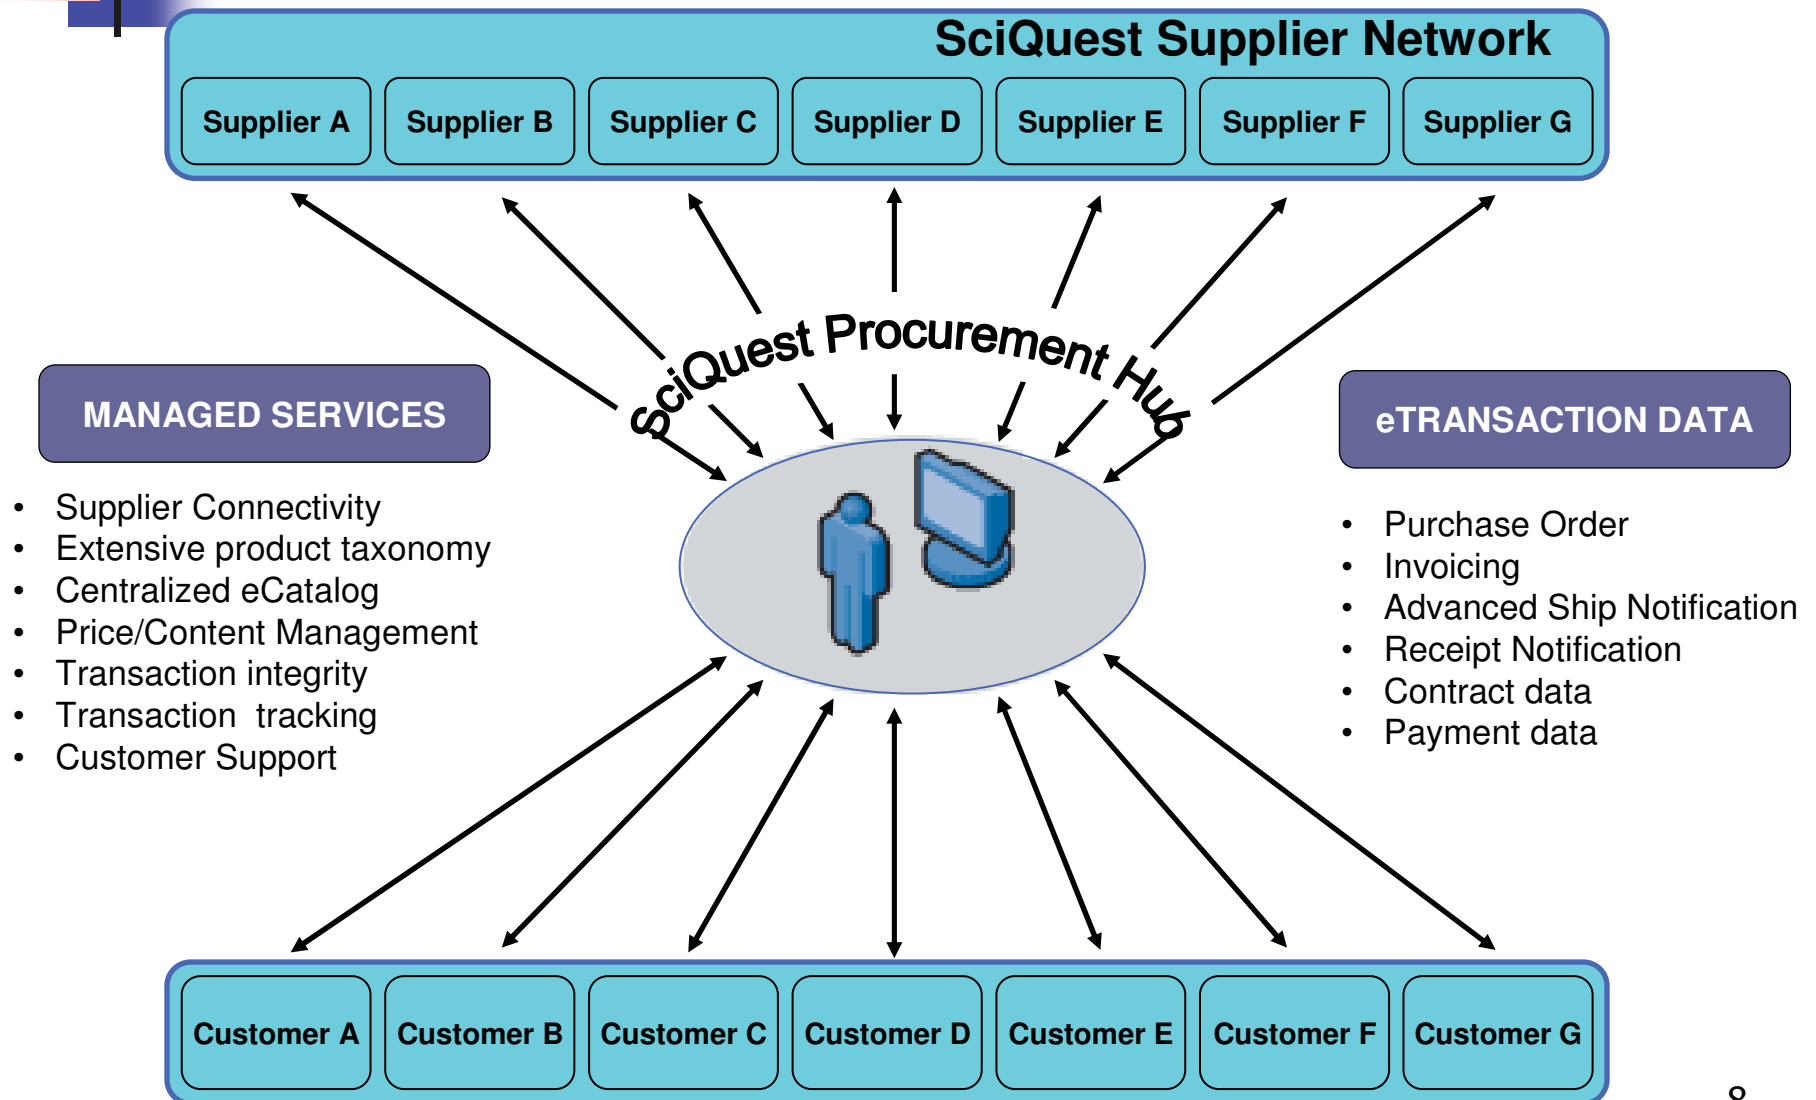 SciQuest Supplier Network
Supplier A
Supplier B
Supplier C
Supplier D
Supplier E
Supplier F
Supplier G
SciQuest Procurement Hub
MANAGED SERVICES
• Supplier Connectivity
• Extensive product taxonomy
• Centralized eCatalog
• Price/Content Management
• Transaction integrity
• Transaction tracking
• Customer Support
eTRANSACTION DATA
• Purchase Order
• Invoicing
• Advanced Ship Notification
• Receipt Notification
• Contract data
• Payment data
Customer A
Customer B
Customer C
Customer D
Customer E
Customer F
Customer G
8